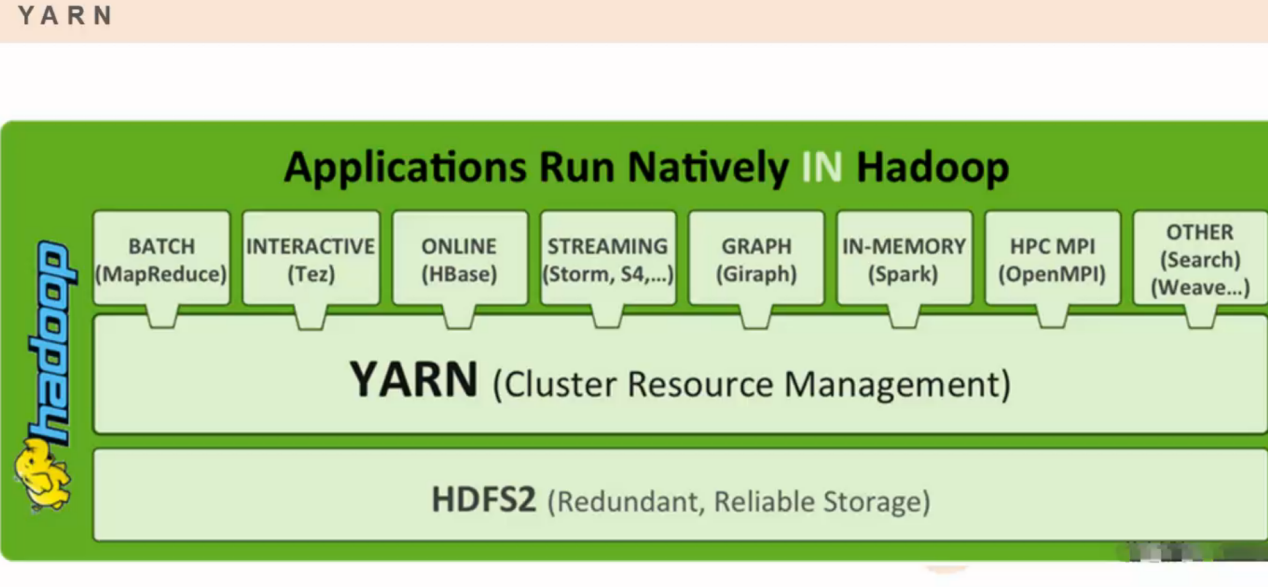 YARN
Applications Run Natively IN Hadoop
BATCH
(MapReduce)
INTERACTIVE
(Tez)
ONLINE
(HBase)
STREAMING
(Storm, S4,...)
GRAPH
(Giraph)
IN-MEMORY
(Spark)
HPC MPI
(OpenMPI)
OTHER
(Search)
(Weave...)
hadoop
YARN (Cluster Resource Management)
HDFS2 (Redundant, Reliable Storage)